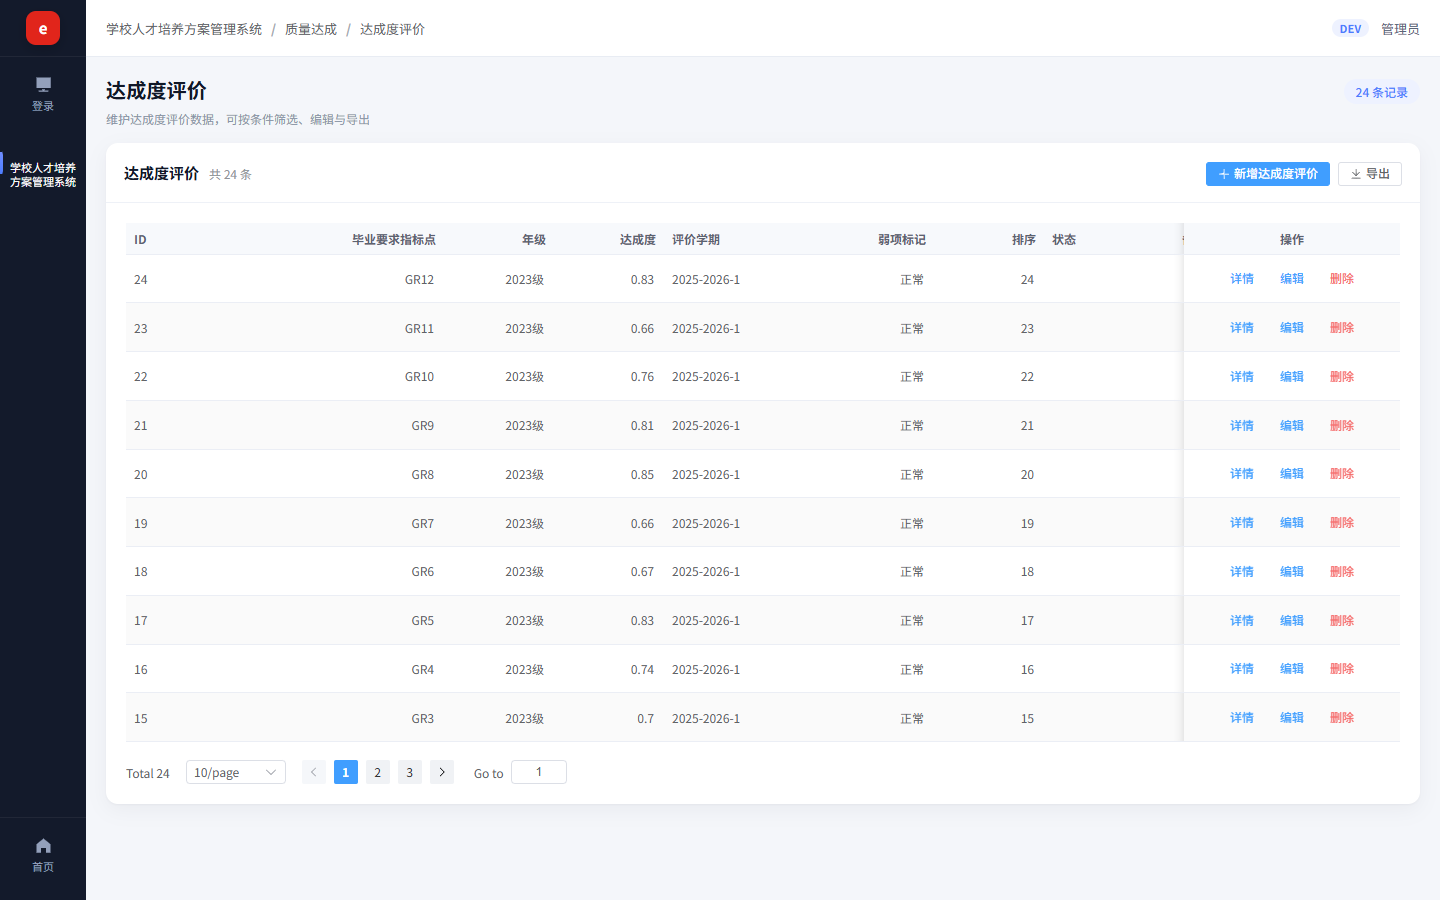 e
登录
学校人才培养
方案管理系统
首页
学校人才培养方案管理系统 / 质量达成 / 达成度评价
DEV 管理员
达成度评价
24 条记录
维护达成度评价数据，可按条件筛选、编辑与导出
达成度评价 共 24 条
新增达成度评价 导出
ID 毕业要求指标点 年级 达成度 评价学期 弱项标记 排序 状态 操作
24 GR12 2023级 0.83 2025-2026-1 正常 24 详情 编辑 删除
23 GR11 2023级 0.66 2025-2026-1 正常 23 详情 编辑 删除
22 GR10 2023级 0.76 2025-2026-1 正常 22 详情 编辑 删除
21 GR9 2023级 0.81 2025-2026-1 正常 21 详情 编辑 删除
20 GR8 2023级 0.85 2025-2026-1 正常 20 详情 编辑 删除
19 GR7 2023级 0.66 2025-2026-1 正常 19 详情 编辑 删除
18 GR6 2023级 0.67 2025-2026-1 正常 18 详情 编辑 删除
17 GR5 2023级 0.83 2025-2026-1 正常 17 详情 编辑 删除
16 GR4 2023级 0.74 2025-2026-1 正常 16 详情 编辑 删除
15 GR3 2023级 0.7 2025-2026-1 正常 15 详情 编辑 删除
Total 24 10/page 1 2 3 Go to 1